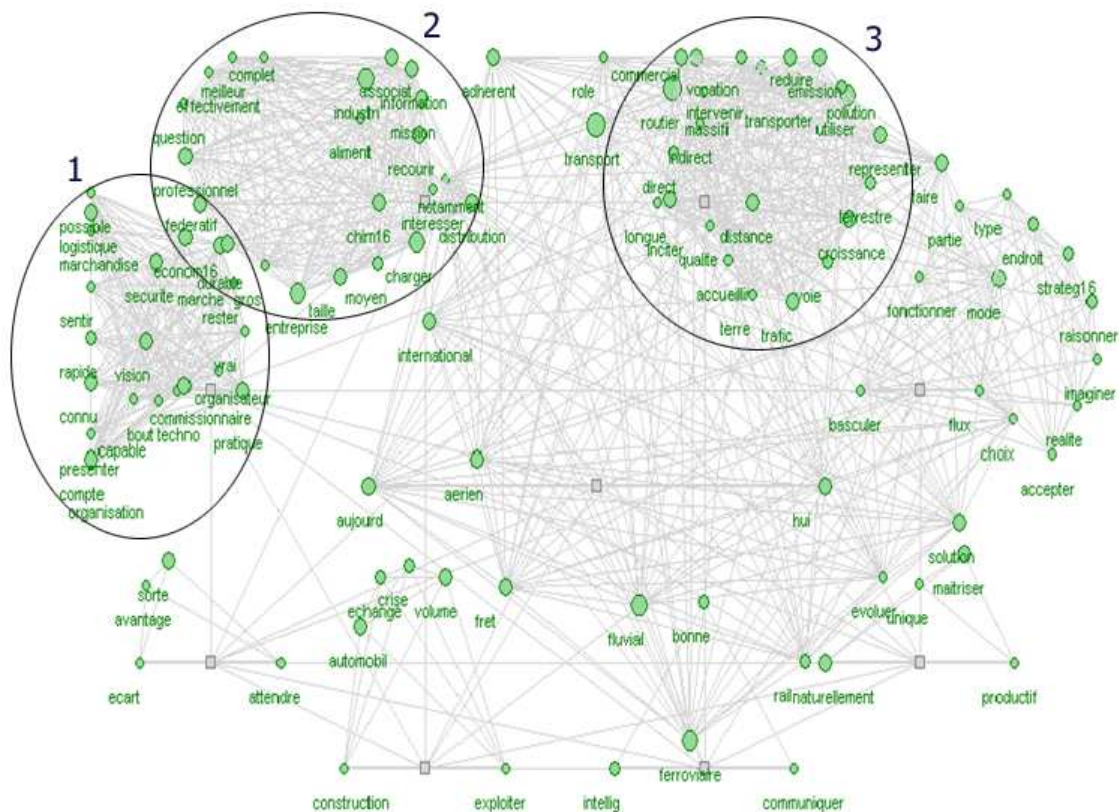 2
3
1
complet
meilleur
effectivement
question
professionnel
federatif
associat
information
industri
mission
aliment
recourir
notamment
interesser
distribution
chim16
charger
moyen
taille
entreprise
adherent
role
transport
commercial
vocation
reduire
emission
pollution
utiliser
routier
intervenir
massifi
transporter
indirect
representer
direct
terrestre
faire
longue
distance
croissance
inciter
qualite
accueillir
voie
terre
trafic
partie
type
endroit
strateg16
fonctionner
mode
raisonner
imaginer
possible
logistique
marchandise
econom16
durable
securite
marche
gros
sentir
rester
rapide
vision
vrai
organisateur
connu
commissionnaire
bout
techno
pratique
capable
presenter
compte
organisation
international
basculer
flux
choix
realite
accepter
aerien
aujourd
hui
solution
maitriser
sorte
avantage
echange
crise
volume
fret
fluvial
bonne
evoluer
unique
automobil
ecart
attendre
rail
naturellement
productif
ferroviaire
construction
exploiter
intellig
communiquer